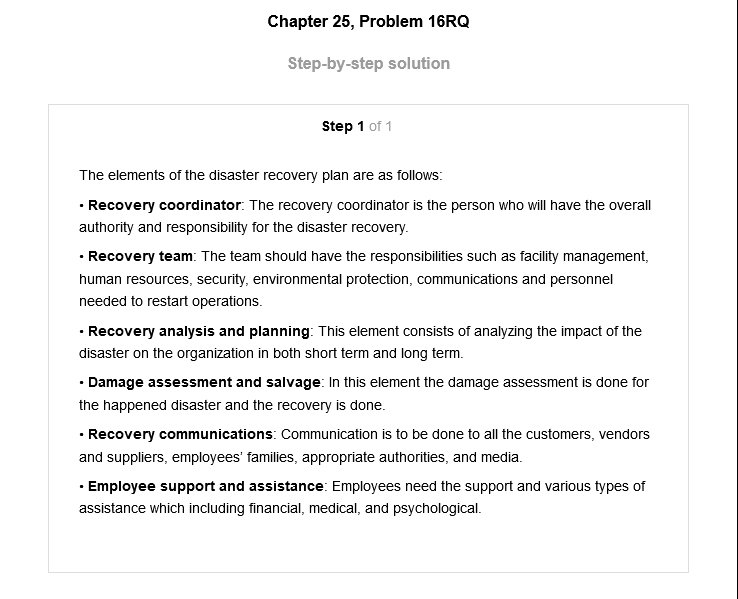 Chapter 25, Problem 16RQ
Step-by-step solution
Step 1 of 1
The elements of the disaster recovery plan are as follows:
• Recovery coordinator: The recovery coordinator is the person who will have the overall
authority and responsibility for the disaster recovery.
• Recovery team: The team should have the responsibilities such as facility management,
human resources, security, environmental protection, communications and personnel
needed to restart operations.
• Recovery analysis and planning: This element consists of analyzing the impact of the
disaster on the organization in both short term and long term.
• Damage assessment and salvage: In this element the damage assessment is done for
the happened disaster and the recovery is done.
• Recovery communications: Communication is to be done to all the customers, vendors
and suppliers, employees' families, appropriate authorities, and media.
• Employee support and assistance: Employees need the support and various types of
assistance which including financial, medical, and psychological.